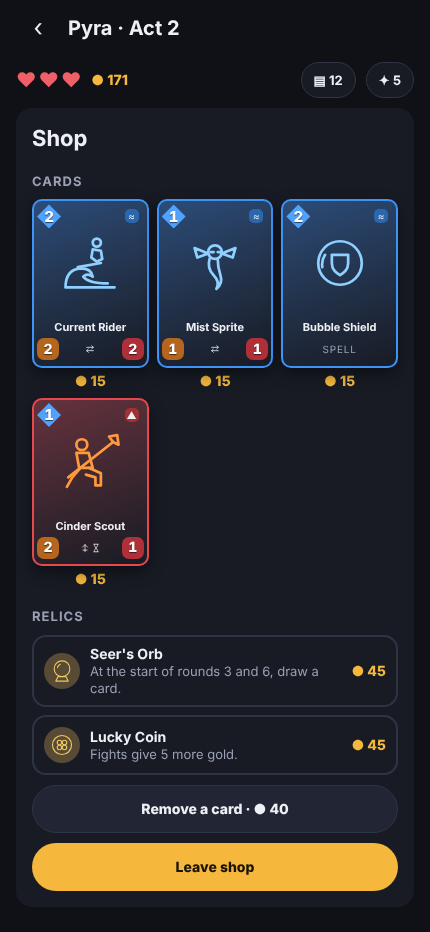 Pyra · Act 2
171
12
5
Shop
CARDS
2
Current Rider
2
2
15
1
Mist Sprite
1
1
15
2
Bubble Shield
SPELL
15
1
Cinder Scout
2
1
15
RELICS
Seer's Orb
At the start of rounds 3 and 6, draw a
card.
45
Lucky Coin
Fights give 5 more gold.
45
Remove a card · 40
Leave shop